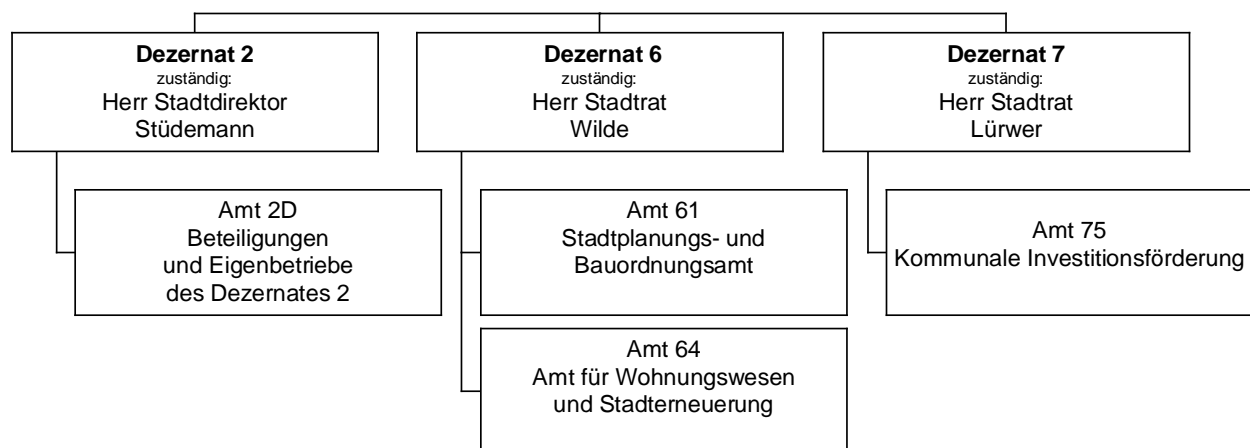 Dezernat 2
zuständig:
Herr Stadtdirektor
Stüdemann
Dezernat 6
zuständig:
Herr Stadtrat
Wilde
Dezernat 7
zuständig:
Herr Stadtrat
Lürwer
Amt 2D
Beteiligungen
und Eigenbetriebe
des Dezernates 2
Amt 61
Stadtplanungs- und
Bauordnungsamt
Amt 75
Kommunale Investitionsförderung
Amt 64
Amt für Wohnungswesen
und Stadterneuerung